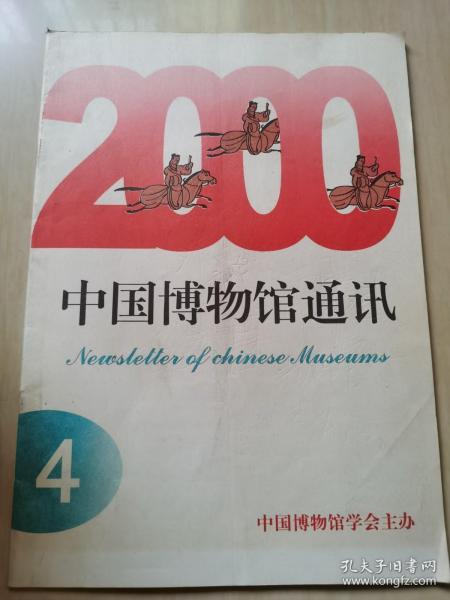 2000
中国博物馆通讯
Newsletter of chinese Museums
4
中国博物馆学会主办
孔夫子旧书网
www.kongfz.com